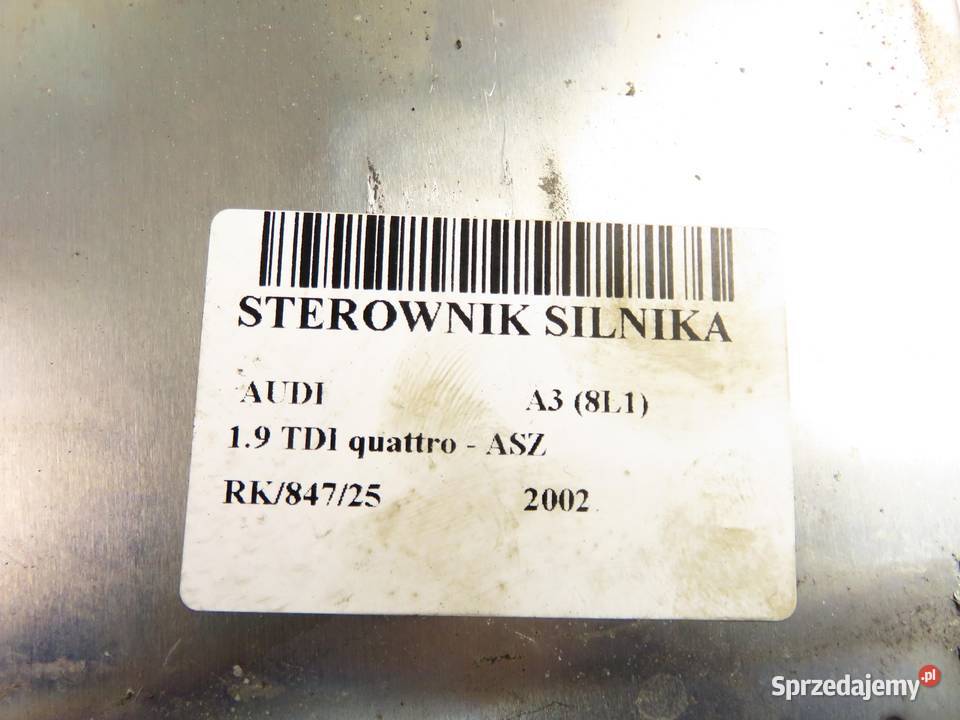 STEROWNIK SILNIKA
AUDI A3 (8L1)
1.9 TDI quattro - ASZ
RK/847/25 2002
Sprzedajemy.pl